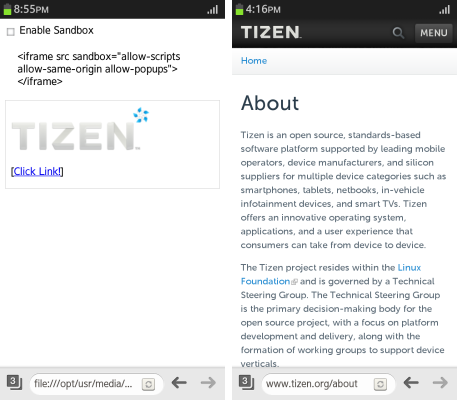 8:55PM
Enable Sandbox
<iframe src sandbox="allow-scripts
allow-same-origin allow-popups">
</iframe>
TIZEN™
[Click Link!]
3
file:///opt/usr/media/...
4:16PM
TIZEN™
MENU
Home
About
Tizen is an open source, standards-based
software platform supported by leading mobile
operators, device manufacturers, and silicon
suppliers for multiple device categories such as
smartphones, tablets, netbooks, in-vehicle
infotainment devices, and smart TVs. Tizen
offers an innovative operating system,
applications, and a user experience that
consumers can take from device to device.
The Tizen project resides within the Linux
Foundation and is governed by a Technical
Steering Group. The Technical Steering Group
is the primary decision-making body for the
open source project, with a focus on platform
development and delivery, along with the
formation of working groups to support device
verticals.
3
www.tizen.org/about